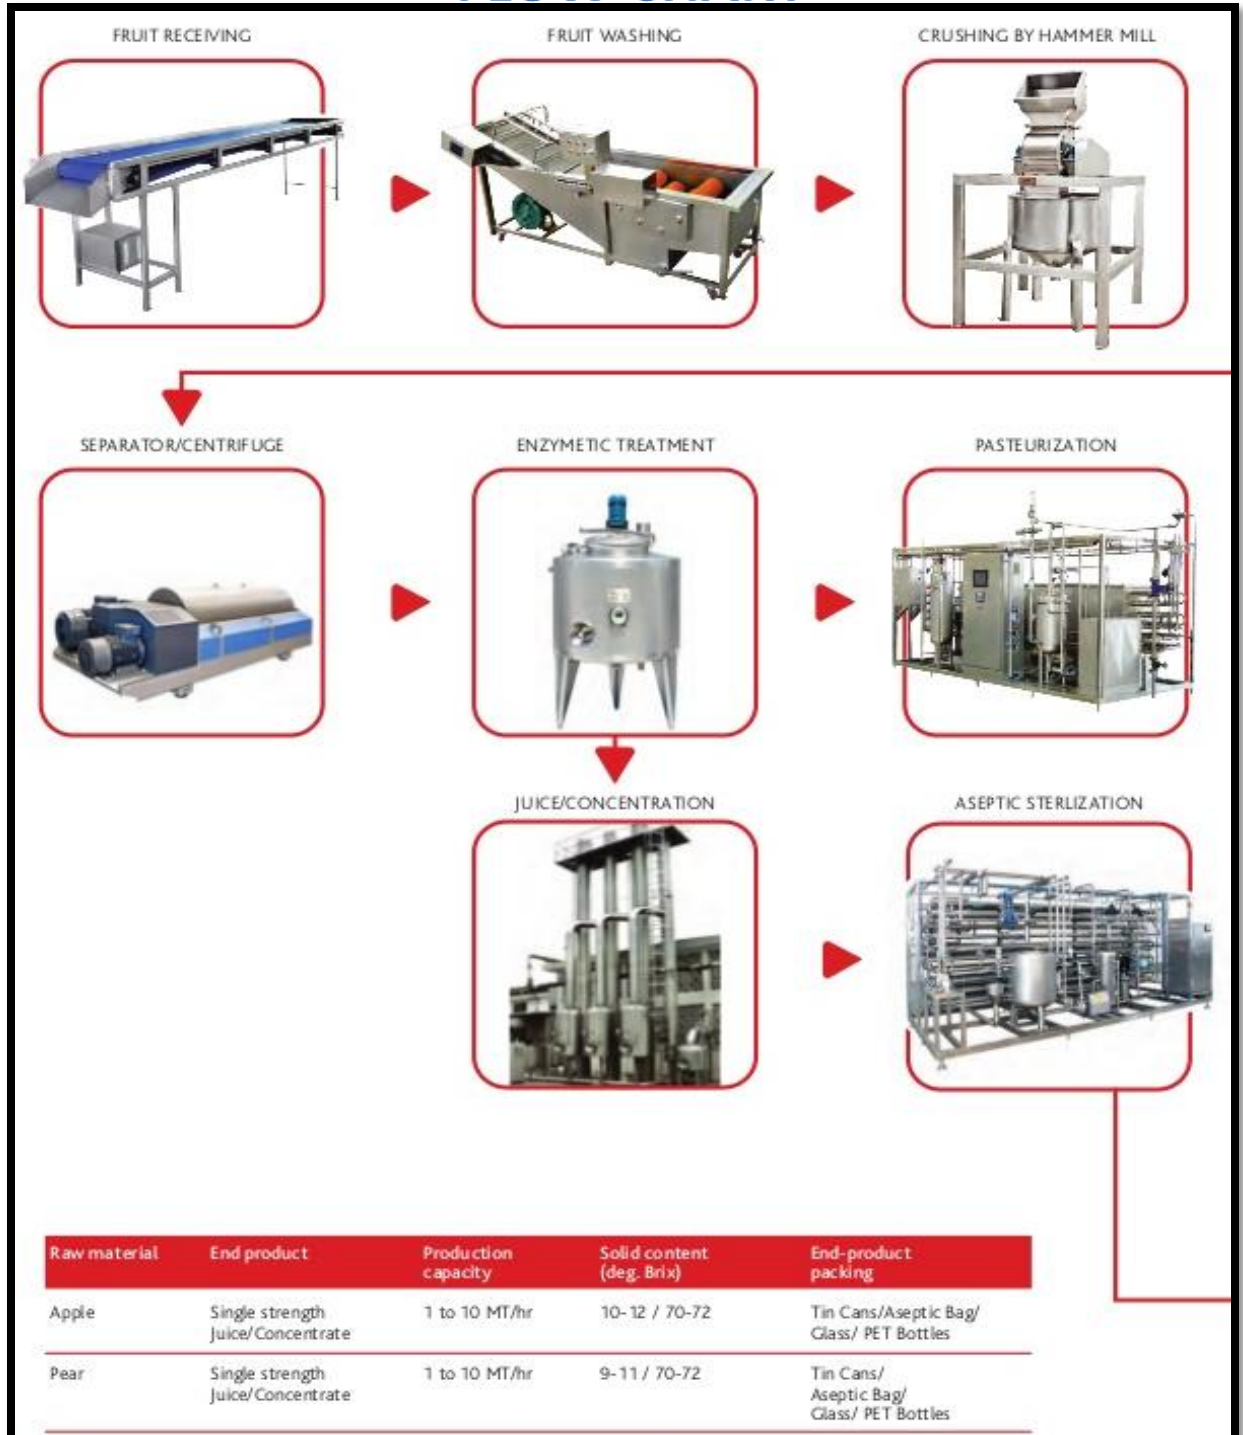 FRUIT RECEIVING
FRUIT WASHING
CRUSHING BY HAMMER MILL
SEPARATOR/CENTRIFUGE
ENZYMETIC TREATMENT
PASTEURIZATION
JUICE/CONCENTRATION
ASEPTIC STERLIZATION
Raw material
End product
Production
capacity
Solid content
(deg. Brix)
End-product
packing
Apple
Single strength
Juice/Concentrate
1 to 10 MT/hr
10-12 / 70-72
Tin Cans/Aseptic Bag/
Glass/ PET Bottles
Pear
Single strength
Juice/Concentrate
1 to 10 MT/hr
9-11 / 70-72
Tin Cans/
Aseptic Bag/
Glass/ PET Bottles